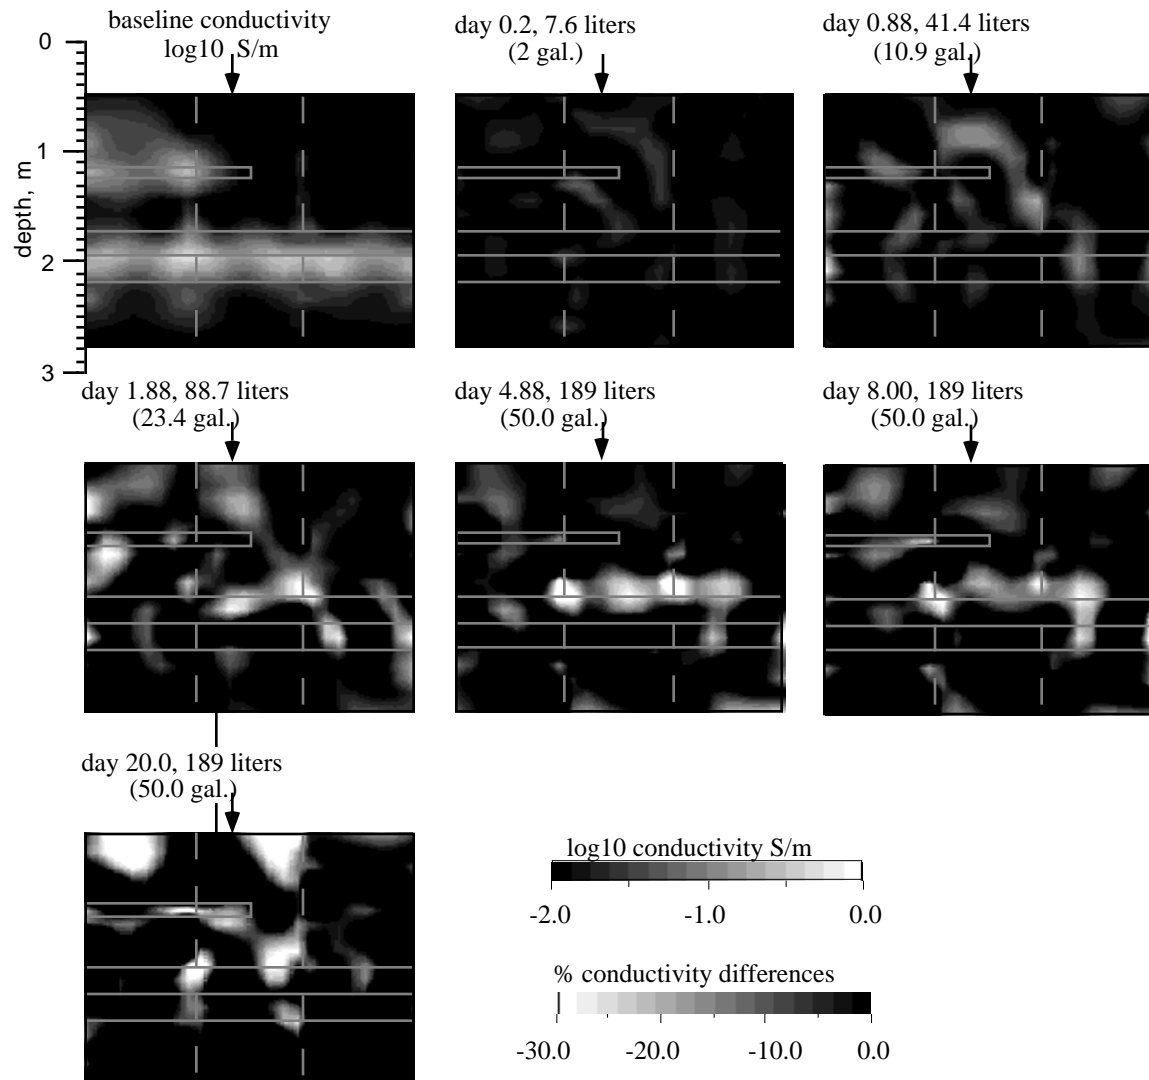 baseline conductivity
log10 S/m
day 0.2, 7.6 liters
(2 gal.)
day 0.88, 41.4 liters
(10.9 gal.)
0
1
2
3
depth, m
day 1.88, 88.7 liters
(23.4 gal.)
day 4.88, 189 liters
(50.0 gal.)
day 8.00, 189 liters
(50.0 gal.)
day 20.0, 189 liters
(50.0 gal.)
log10 conductivity S/m
-2.0 -1.0 0.0
% conductivity differences
-30.0 -20.0 -10.0 0.0